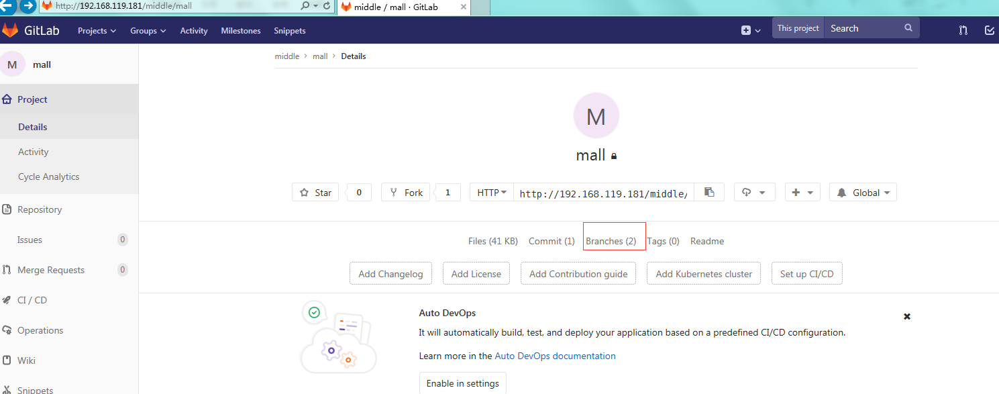 http://192.168.119.181/middle/mall
middle / mall · GitLab
GitLab Projects Groups Activity Milestones Snippets This project Search
M mall
middle › mall › Details
Project
Details
Activity
Cycle Analytics
Repository
Issues 0
Merge Requests 0
CI / CD
Operations
Wiki
Snippets
M
mall
Star 0 Fork 1 HTTP http://192.168.119.181/middle/ Global
Files (41 KB) Commit (1) Branches (2) Tags (0) Readme
Add Changelog Add License Add Contribution guide Add Kubernetes cluster Set up CI/CD
Auto DevOps
It will automatically build, test, and deploy your application based on a predefined CI/CD configuration.
Learn more in the Auto DevOps documentation
Enable in settings